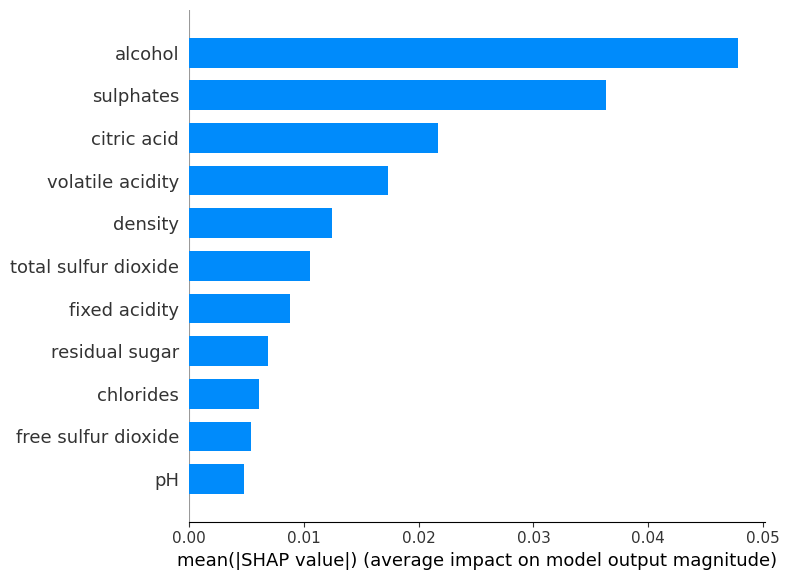 alcohol
sulphates
citric acid
volatile acidity
density
total sulfur dioxide
fixed acidity
residual sugar
chlorides
free sulfur dioxide
pH
0.00 0.01 0.02 0.03 0.04 0.05
mean(|SHAP value|) (average impact on model output magnitude)